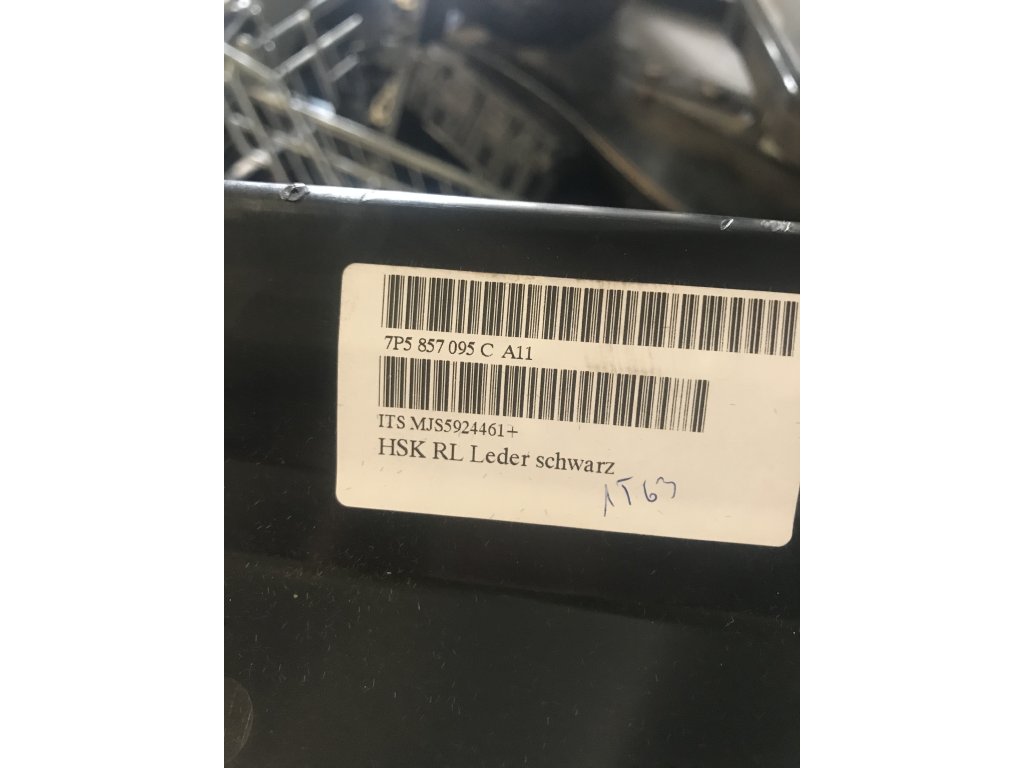 7P5 857 095 C A11
ITS MJS5924461+
HSK RL Leder schwarz